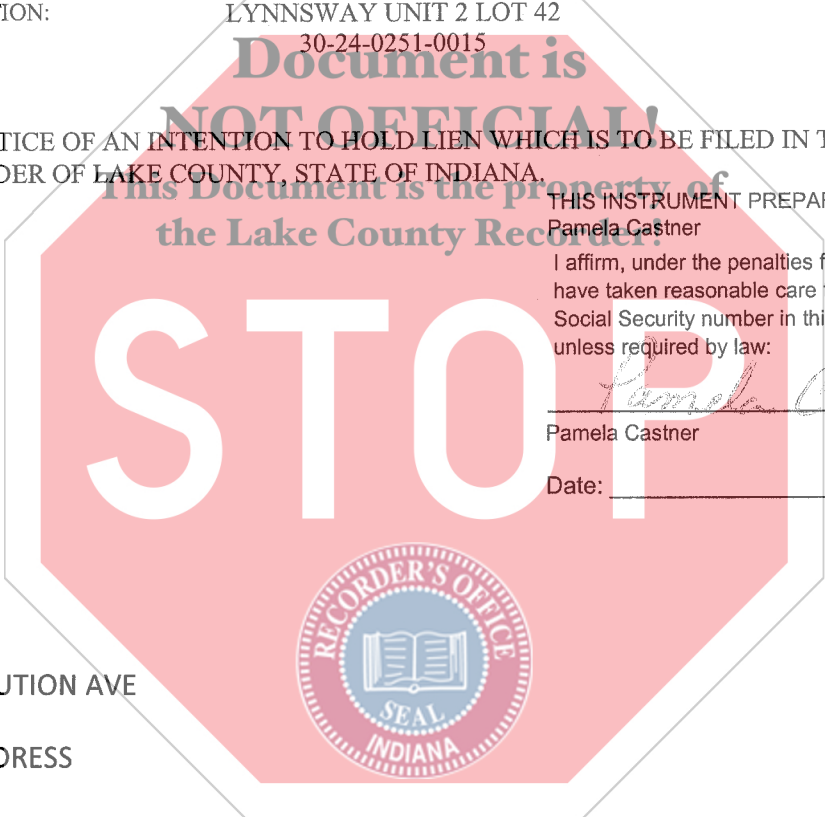 TION:
LYNNSWAY UNIT 2 LOT 42
30-24-0251-0015
Document is
NOT OFFICIAL!
TICE OF AN INTENTION TO HOLD LIEN WHICH IS TO BE FILED IN T
DER OF LAKE COUNTY, STATE OF INDIANA.
This Document is the property of
the Lake County Recorder!
THIS INSTRUMENT PREPAR
Pamela Castner
I affirm, under the penalties f
have taken reasonable care
Social Security number in thi
unless required by law:
Pamela C
Pamela Castner
Date:
STOP
RECORDER'S OFFICE
SEAL
INDIANA
UTION AVE
DRESS